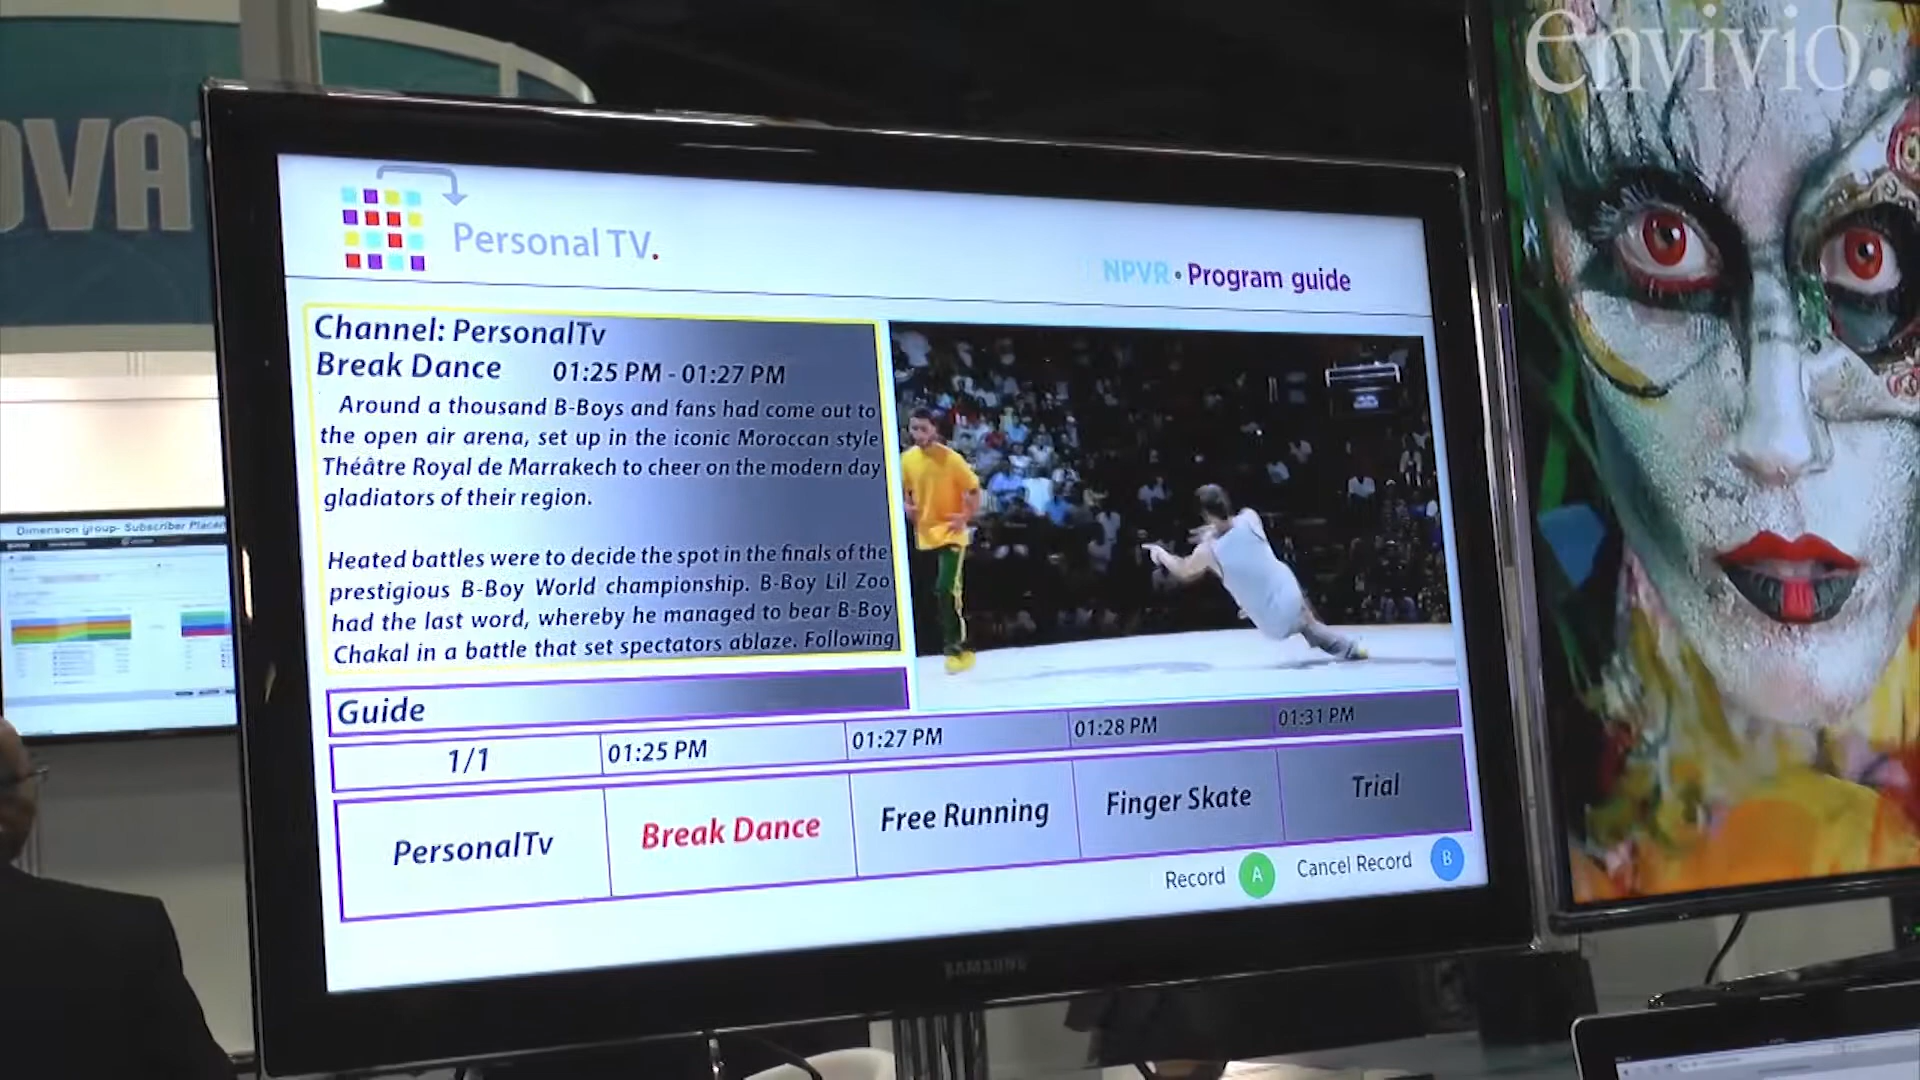 envivio.
OVA
Personal TV.
NPVR • Program guide
Channel: PersonalTv
Break Dance 01:25 PM - 01:27 PM
Around a thousand B-Boys and fans had come out to
the open air arena, set up in the iconic Moroccan style
Théâtre Royal de Marrakech to cheer on the modern day
gladiators of their region.
Heated battles were to decide the spot in the finals of the
prestigious B-Boy World championship. B-Boy Lil Zoo
had the last word, whereby he managed to bear B-Boy
Chakal in a battle that set spectators ablaze. Following
Guide
1/1 01:25 PM 01:27 PM 01:28 PM 01:31 PM
PersonalTv Break Dance Free Running Finger Skate Trial
Record A Cancel Record B
SAMSUNG
Dimension group- Subscriber